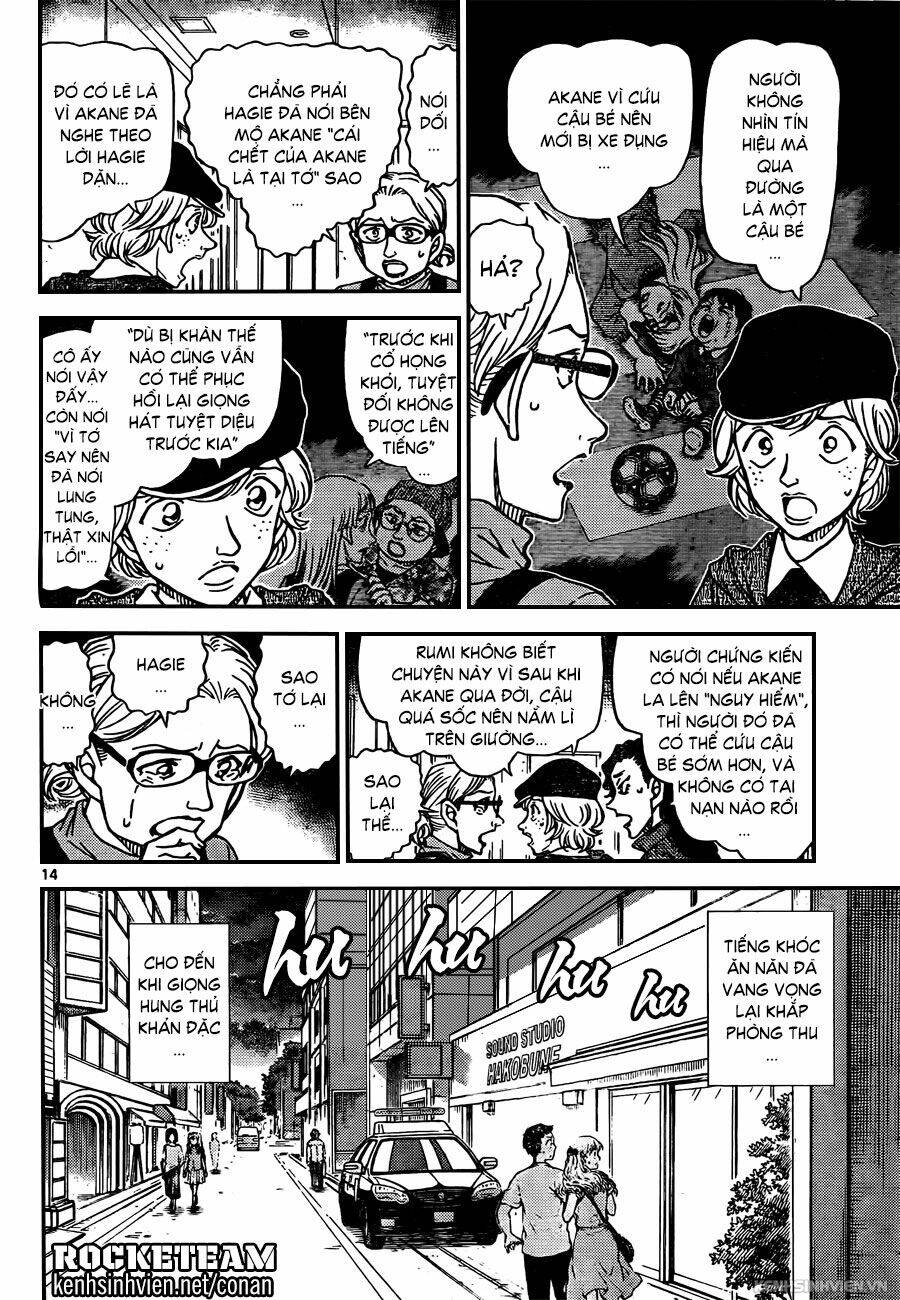 NGƯỜI
KHÔNG
NHÌN TÍN
HIỆU MÀ
QUA
ĐƯỜNG
LÀ MỘT
CẬU BÉ
...
AKANE VÌ CỨU
CẬU BÉ NÊN
MỚI BỊ XE ĐỤNG
...
HẢ?
NÓI
DỐI
...
CHẲNG PHẢI
HAGIE ĐÃ NÓI BÊN
MỘ AKANE "CÁI
CHẾT CỦA AKANE
LÀ TẠI TỚ" SAO
...
ĐÓ CÓ LẼ LÀ
VÌ AKANE ĐÃ
NGHE THEO
LỜI HAGIE
DẶN...
"TRƯỚC KHI
CỔ HỌNG
KHỎI, TUYỆT
ĐỐI KHÔNG
ĐƯỢC LÊN
TIẾNG"
...
"DÙ BỊ KHÀN THẾ
NÀO CŨNG VẪN
CÓ THỂ PHỤC
HỒI LẠI GIỌNG
HÁT TUYỆT DIỆU
TRƯỚC KIA"
CÔ ẤY
NÓI VẬY
ĐẤY...
CÒN NÓI
"VÌ TỚ
SAY NÊN
ĐÃ NÓI
LUNG
TUNG,
THẬT XIN
LỖI"...
NGƯỜI CHỨNG KIẾN
CÓ NÓI NẾU AKANE
LA LÊN "NGUY HIỂM",
THÌ NGƯỜI ĐÓ ĐÃ
CÓ THỂ CỨU CẬU
BÉ SỚM HƠN, VÀ
KHÔNG CÓ TAI
NẠN NÀO RỒI
...
RUMI KHÔNG BIẾT
CHUYỆN NÀY VÌ SAU KHI
AKANE QUA ĐỜI, CẬU
QUÁ SỐC NÊN NẰM LÌ
TRÊN GIƯỜNG...
SAO
LẠI
THẾ...
SAO
TỚ LẠI
...
HAGIE
...
KHÔNG
...
14
TIẾNG KHÓC
ĂN NĂN ĐÃ
VANG VỌNG
LẠI KHẮP
PHÒNG THU
...
CHO ĐẾN
KHI GIỌNG
HUNG THỦ
KHẢN ĐẶC
...
hu
hu
hu
hu
SOUND STUDIO
HAKOBUNE
ROCKETEAM
kenhsinhvien.net/conan
KENHSINHVIEN.VN